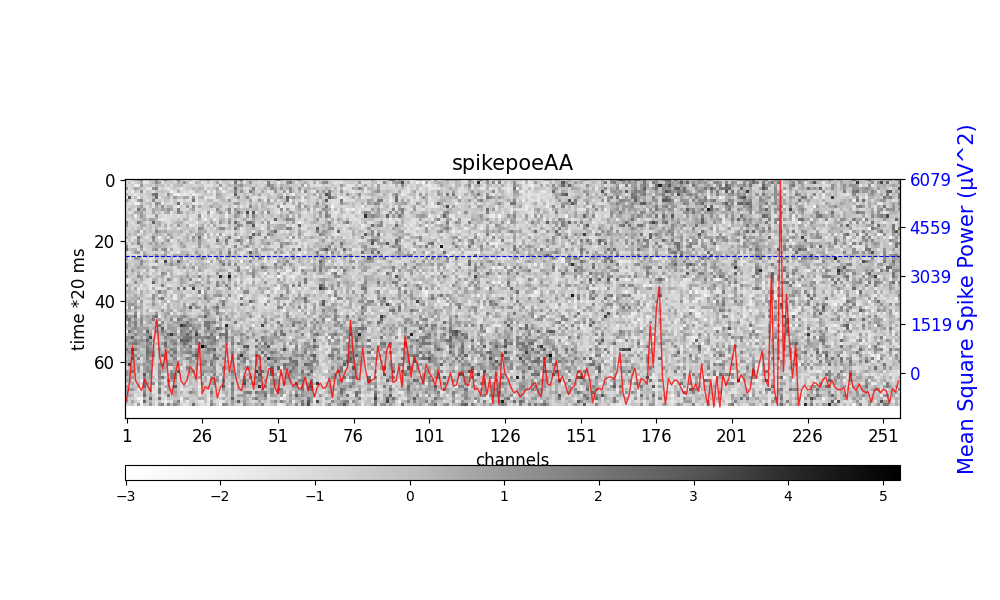 spikepoeAA
0
20
40
60
time *20 ms
6079
4559
3039
1519
0
Mean Square Spike Power (µV^2)
1 26 51 76 101 126 151 176 201 226 251
channels
−3 −2 −1 0 1 2 3 4 5